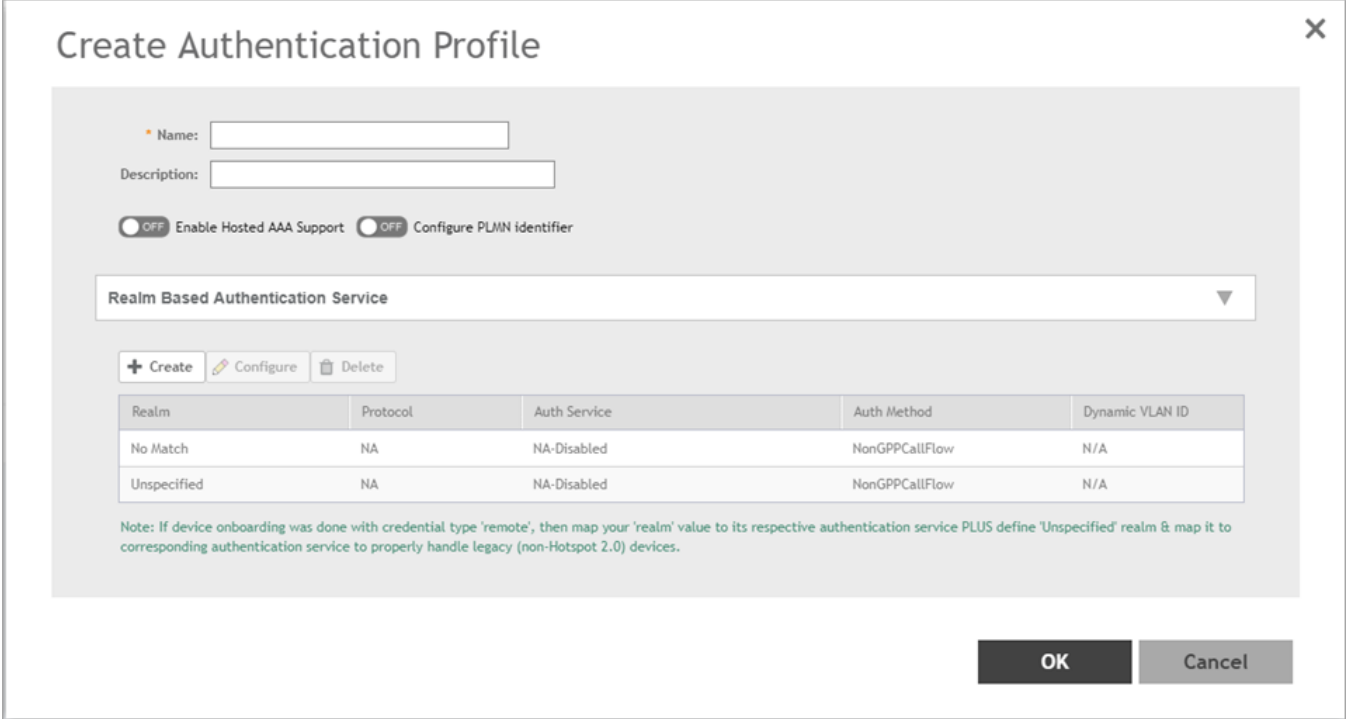 Create Authentication Profile
* Name:
Description:
OFF Enable Hosted AAA Support OFF Configure PLMN identifier
Realm Based Authentication Service
Create Configure Delete
Realm Protocol Auth Service Auth Method Dynamic VLAN ID
No Match NA NA-Disabled NonGPPCallFlow N/A
Unspecified NA NA-Disabled NonGPPCallFlow N/A
Note: If device onboarding was done with credential type 'remote', then map your 'realm' value to its respective authentication service PLUS define 'Unspecified' realm & map it to
corresponding authentication service to properly handle legacy (non-Hotspot 2.0) devices.
OK Cancel